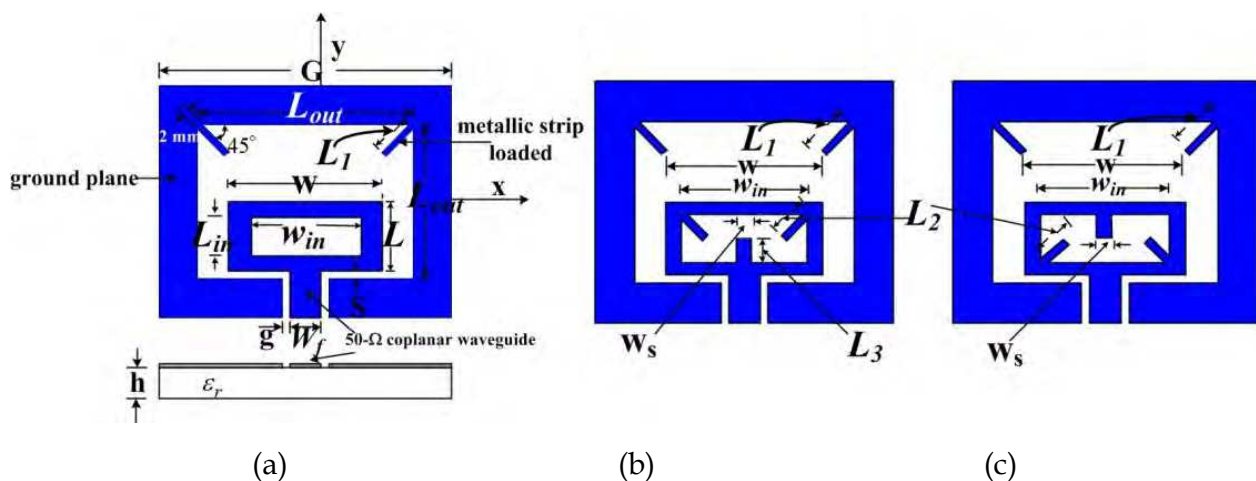 y
G
L_out
2 mm
45°
L_1
metallic strip
loaded
ground plane
W
x
L_out
L_in
w_in
L
S
g
W_f
50-Ω coplanar waveguide
h
ε_r
(a)
L_1
W
w_in
L_2
W_s
L_3
(b)
L_1
W
w_in
W_s
(c)